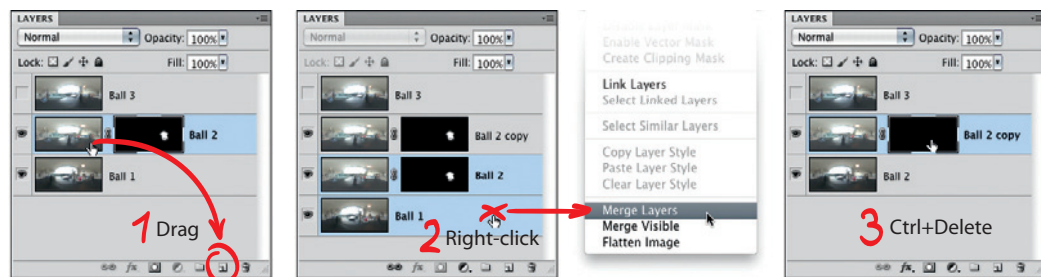 LAYERS
Normal
Opacity: 100%
Lock:
Fill: 100%
Ball 3
Ball 2
Ball 1
1 Drag
fx
LAYERS
Normal
Opacity: 100%
Lock:
Fill: 100%
Ball 3
Ball 2 copy
Ball 2
Ball 1
2 Right-click
fx
Enable Vector Mask
Create Clipping Mask
Link Layers
Select Linked Layers
Select Similar Layers
Copy Layer Style
Paste Layer Style
Clear Layer Style
Merge Layers
Merge Visible
Flatten Image
LAYERS
Normal
Opacity: 100%
Lock:
Fill: 100%
Ball 3
Ball 2 copy
Ball 2
3 Ctrl+Delete
fx